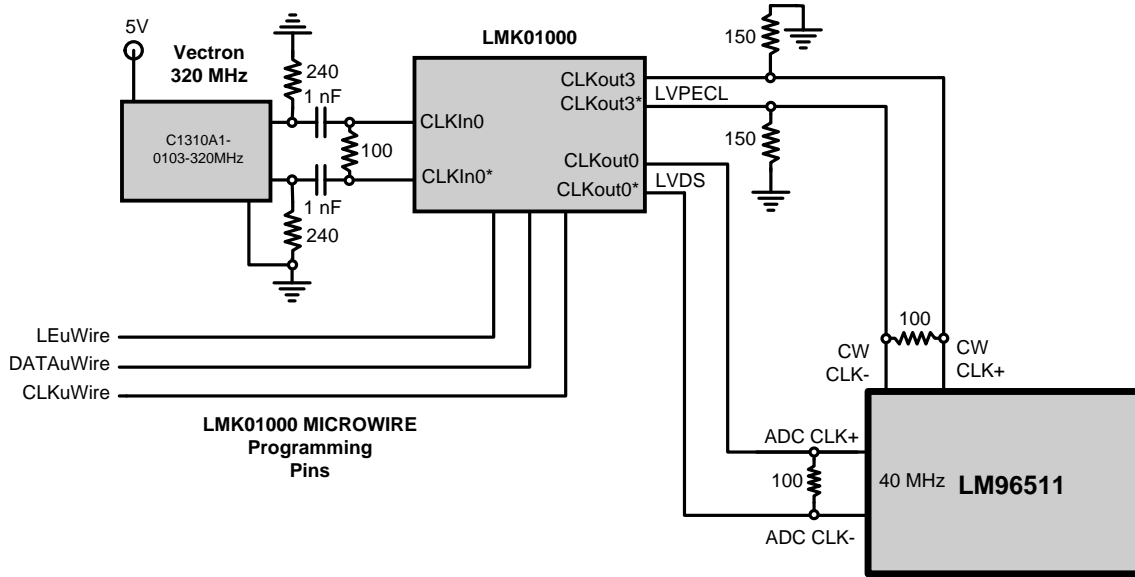 5V
Vectron
320 MHz
C1310A1-
0103-320MHz
240
1 nF
100
1 nF
240
LMK01000
CLKIn0
CLKIn0*
CLKout3
CLKout3*
CLKout0
CLKout0*
LVPECL
LVDS
150
150
LEuWire
DATAuWire
CLKuWire
LMK01000 MICROWIRE
Programming
Pins
100
CW
CLK-
CW
CLK+
ADC CLK+
100
ADC CLK-
40 MHz
LM96511